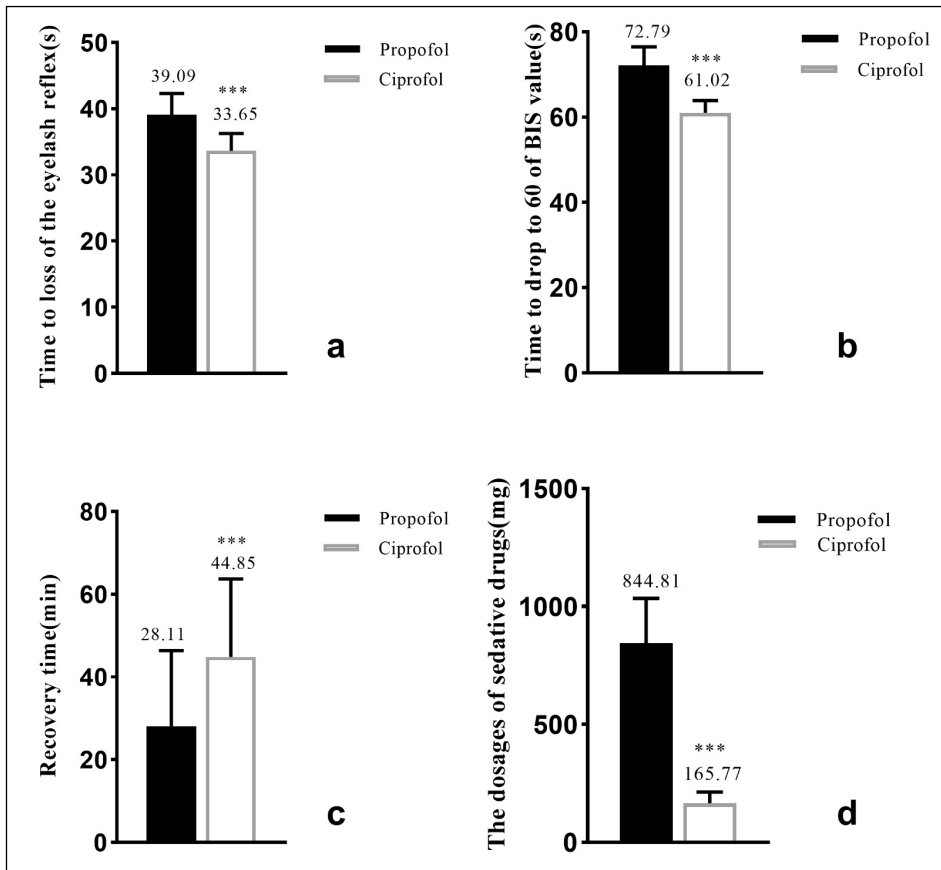 Time to loss of the eyelash reflex(s)
50
40
30
20
10
0
39.09
***
33.65
Propofol
Ciprofol
a
Time to drop to 60 of BIS value(s)
80
60
40
20
0
72.79
***
61.02
Propofol
Ciprofol
b
Recovery time(min)
80
60
40
20
0
28.11
***
44.85
Propofol
Ciprofol
c
The dosages of sedative drugs(mg)
1500
1000
500
0
844.81
***
165.77
Propofol
Ciprofol
d